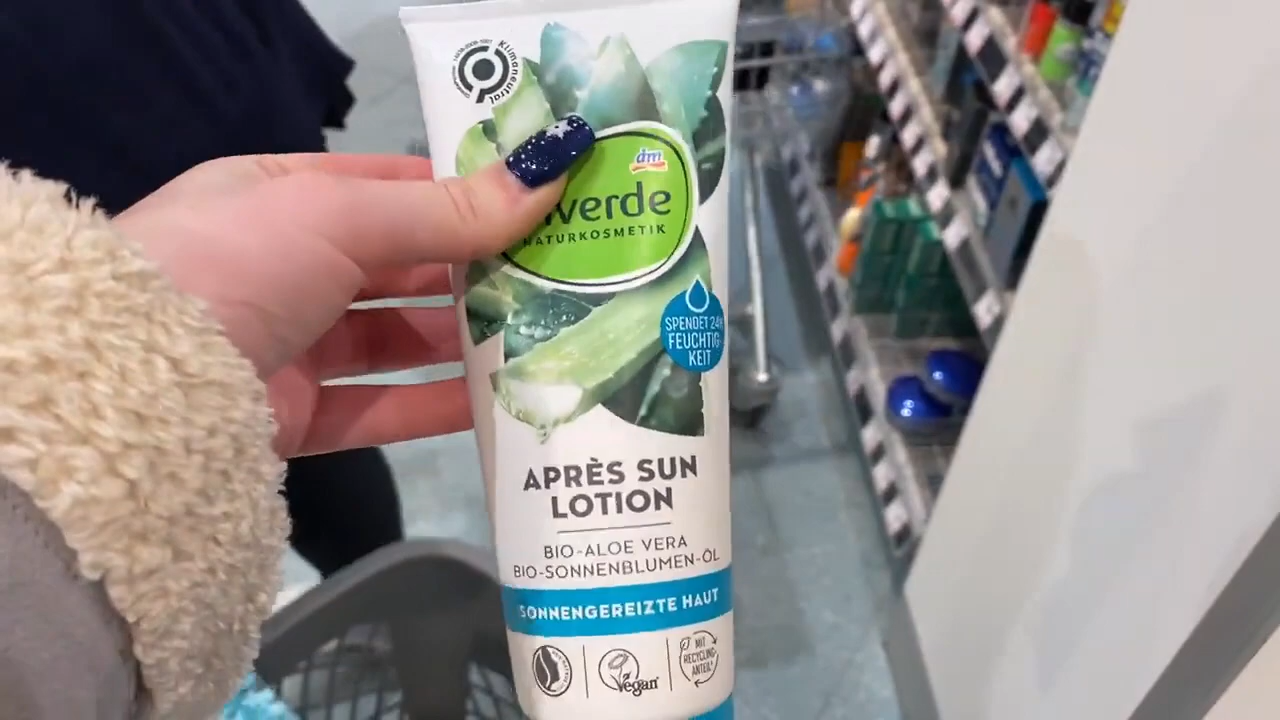 Klimaneutral
dm
verde
NATURKOSMETIK
SPENDET 24h
FEUCHTIG-
KEIT
APRÈS SUN
LOTION
BIO-ALOE VERA
BIO-SONNENBLUMEN-ÖL
SONNENGEREIZTE HAUT
Vegan
MIT
RECYCLING-
ANTEIL*